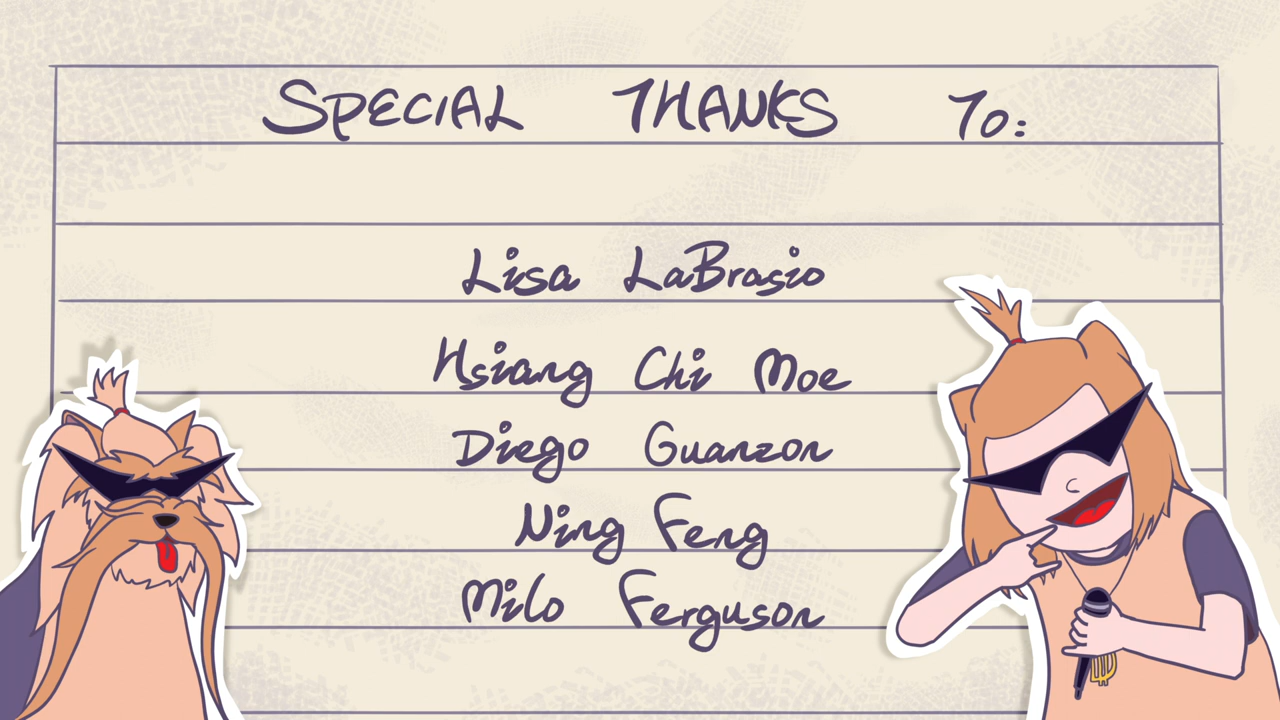 SPECIAL THANKS TO:
Lisa LaBrasio
Hsiang Chi Moe
Diego Guanzon
Ning Feng
Milo Ferguson